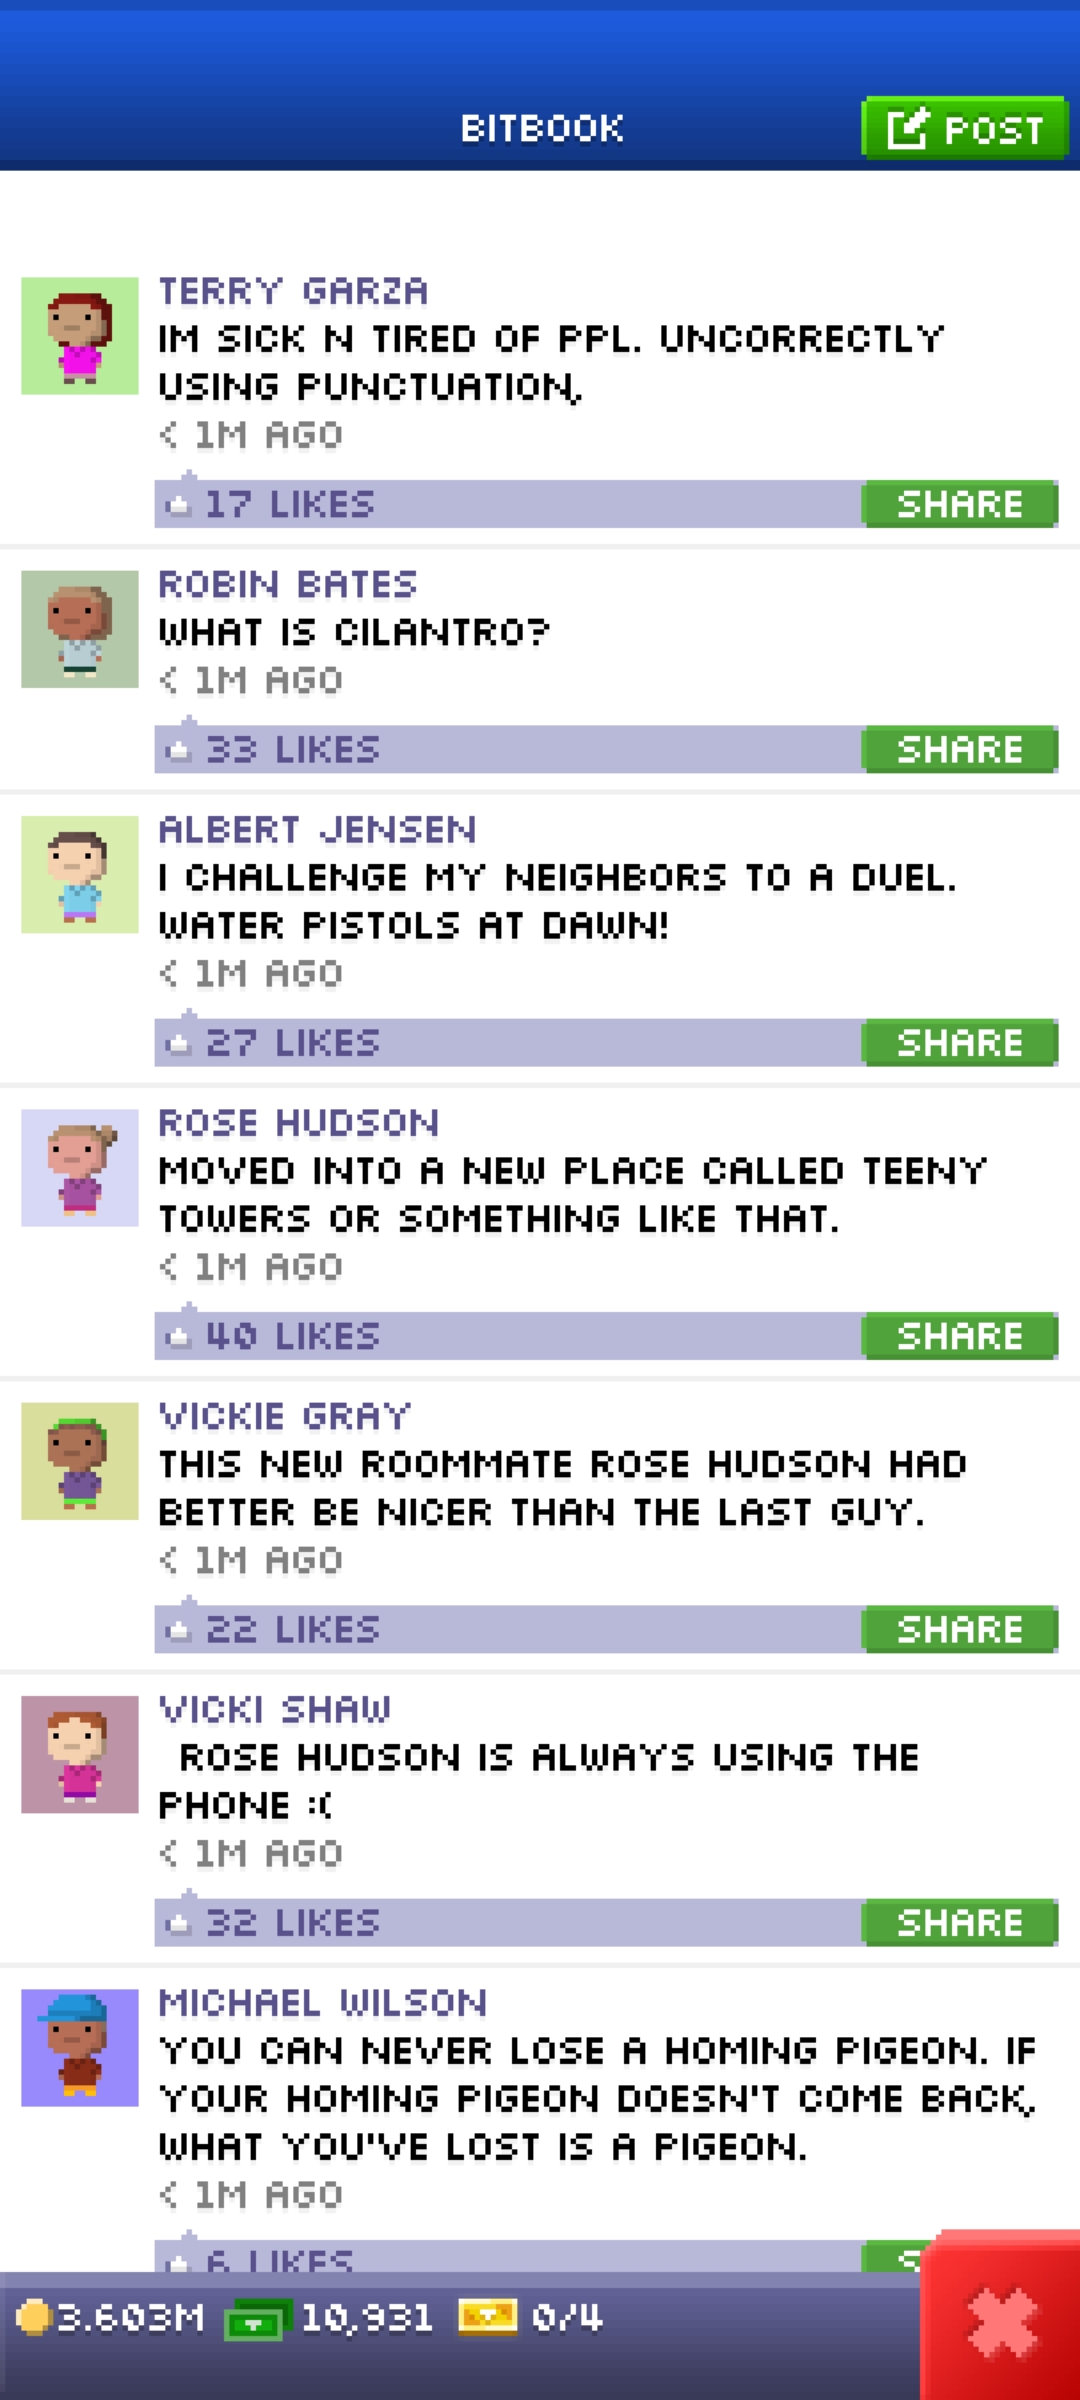 BITBOOK
POST
TERRY GARZA
IM SICK N TIRED OF PPL. UNCORRECTLY
USING PUNCTUATION,
< 1M AGO
17 LIKES
SHARE
ROBIN BATES
WHAT IS CILANTRO?
< 1M AGO
33 LIKES
SHARE
ALBERT JENSEN
I CHALLENGE MY NEIGHBORS TO A DUEL.
WATER PISTOLS AT DAWN!
< 1M AGO
27 LIKES
SHARE
ROSE HUDSON
MOVED INTO A NEW PLACE CALLED TEENY
TOWERS OR SOMETHING LIKE THAT.
< 1M AGO
40 LIKES
SHARE
VICKIE GRAY
THIS NEW ROOMMATE ROSE HUDSON HAD
BETTER BE NICER THAN THE LAST GUY.
< 1M AGO
22 LIKES
SHARE
VICKI SHAW
ROSE HUDSON IS ALWAYS USING THE
PHONE :(
< 1M AGO
32 LIKES
SHARE
MICHAEL WILSON
YOU CAN NEVER LOSE A HOMING PIGEON. IF
YOUR HOMING PIGEON DOESN'T COME BACK,
WHAT YOU'VE LOST IS A PIGEON.
< 1M AGO
6 LIKES
3.603M
10,931
0/4